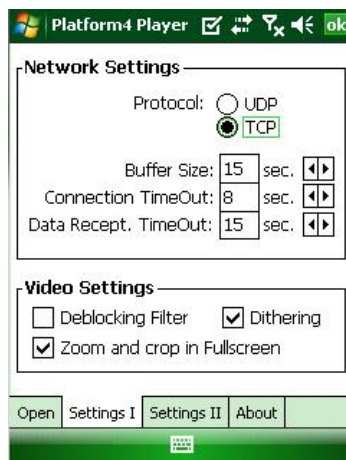 Platform4 Player ok
Network Settings
Protocol: UDP
TCP
Buffer Size: 15 sec.
Connection TimeOut: 8 sec.
Data Recept. TimeOut: 15 sec.
Video Settings
Deblocking Filter Dithering
Zoom and crop in Fullscreen
Open Settings I Settings II About